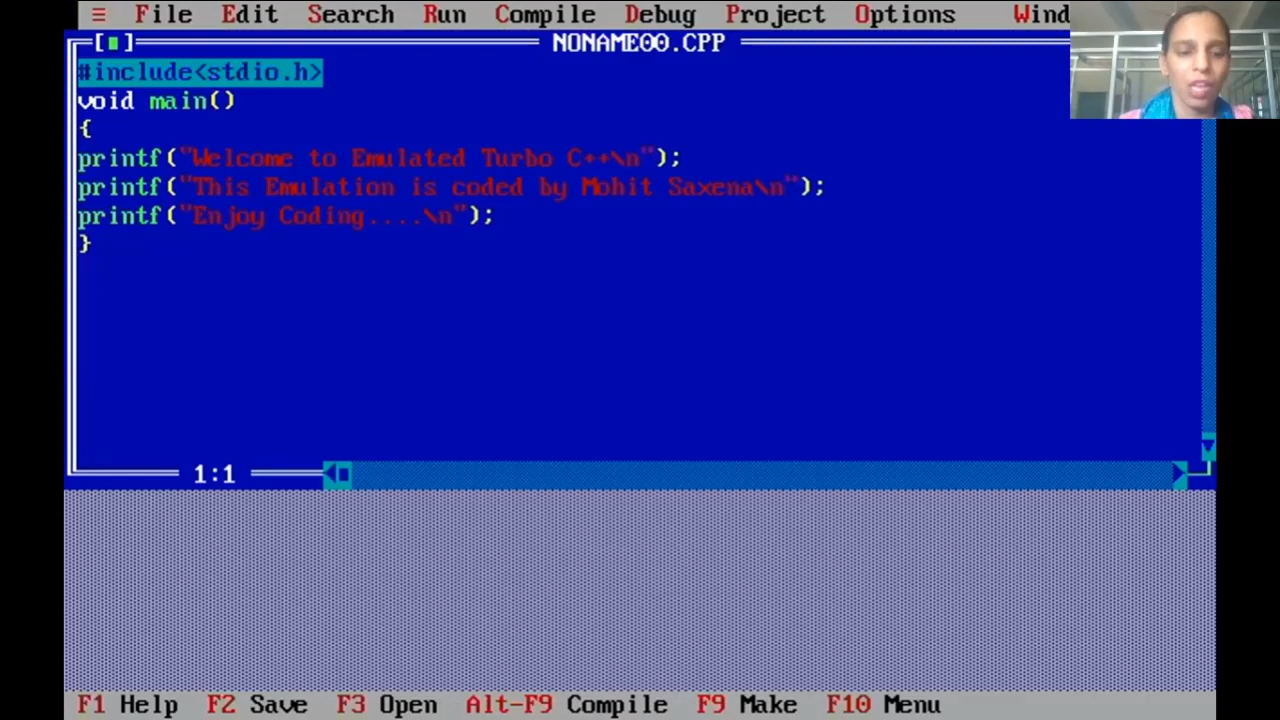 ≡ File Edit Search Run Compile Debug Project Options Wind
[■] NONAME00.CPP
#include<stdio.h>
void main()
{
printf("Welcome to Emulated Turbo C++\n");
printf("This Emulation is coded by Mohit Saxena\n");
printf("Enjoy Coding....\n");
}
1:1
F1 Help F2 Save F3 Open Alt-F9 Compile F9 Make F10 Menu